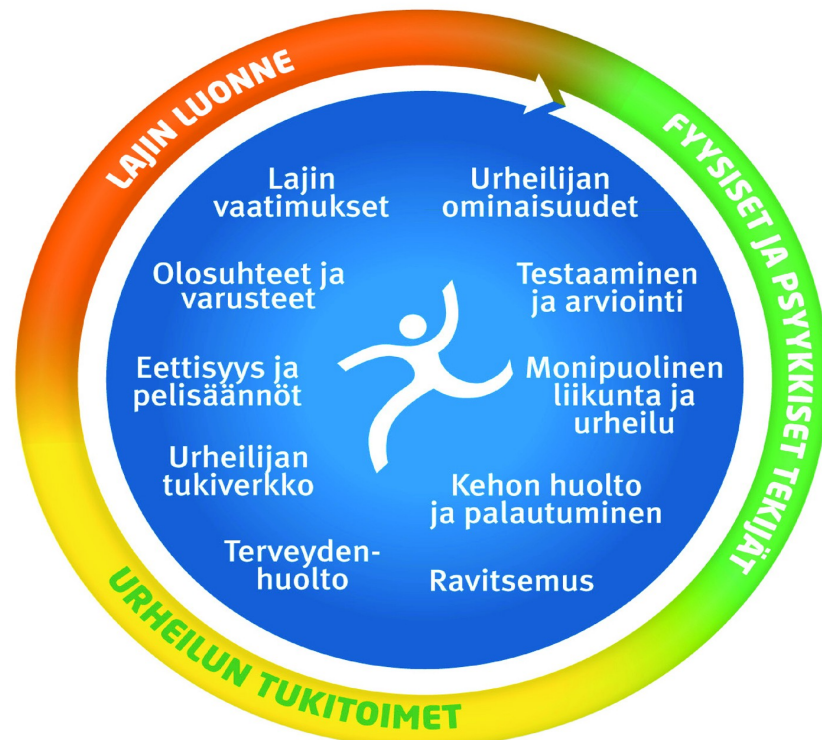 LAJIN LUONNE
FYYSISET JA PSYYKKISET TEKIJÄT
URHEILUN TUKITOIMET
Lajin
vaatimukset
Urheilijan
ominaisuudet
Olosuhteet ja
varusteet
Testaaminen
ja arviointi
Eettisyys ja
pelisäännöt
Monipuolinen
liikunta ja
urheilu
Urheilijan
tukiverkko
Kehon huolto
ja palautuminen
Terveyden-
huolto
Ravitsemus